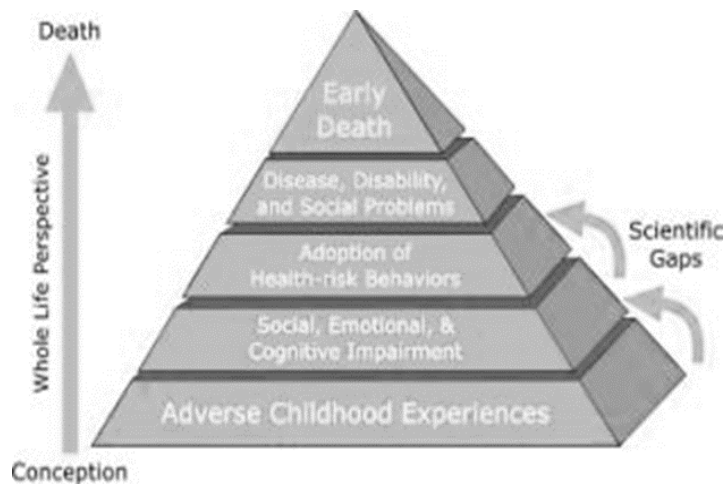 Death
Early
Death
Disease, Disability,
and Social Problems
Adoption of
Health-risk Behaviors
Social, Emotional, &
Cognitive Impairment
Adverse Childhood Experiences
Scientific
Gaps
Whole Life Perspective
Conception